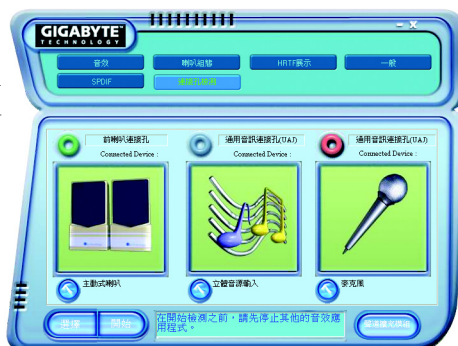 GIGABYTE™
TECHNOLOGY
音效
喇叭組態
HRTF展示
一般
SPDIF
前喇叭連接孔
Connected Device :
通用音訊連接孔(UAJ)
Connected Device :
通用音訊連接孔(UAJ)
Connected Device :
主動式喇叭
立體音源輸入
麥克風
選擇
開始
在開始檢測之前，請先停止其他的音效應
用程式。